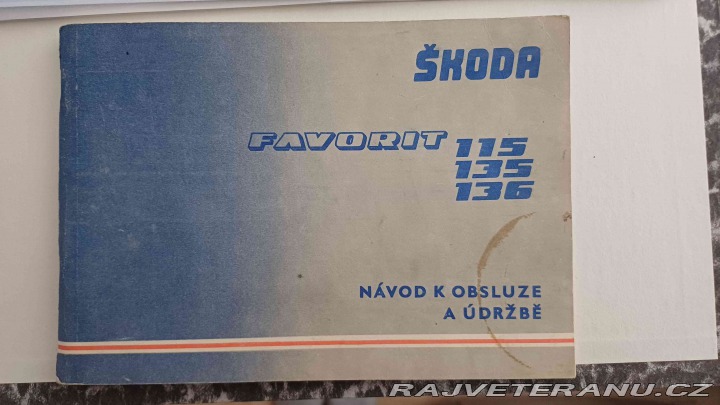 ŠKODA
FAVORIT 115
135
136
NÁVOD K OBSLUZE
A ÚDRŽBĚ
RAJVETERANU.CZ